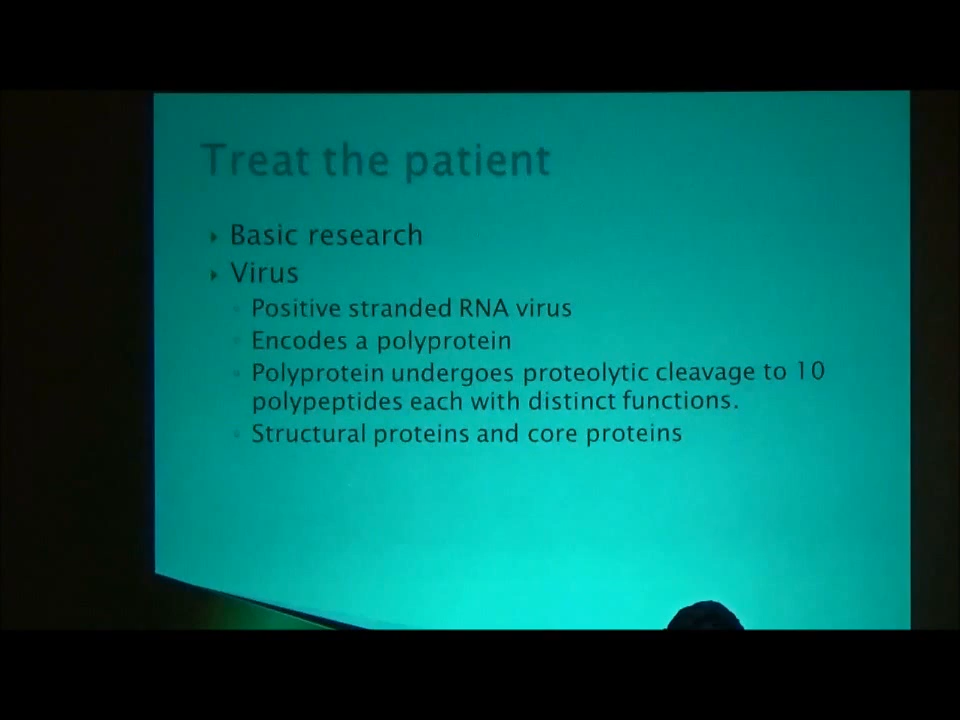 Treat the patient
Basic research
Virus
Positive stranded RNA virus
Encodes a polyprotein
Polyprotein undergoes proteolytic cleavage to 10
polypeptides each with distinct functions.
Structural proteins and core proteins